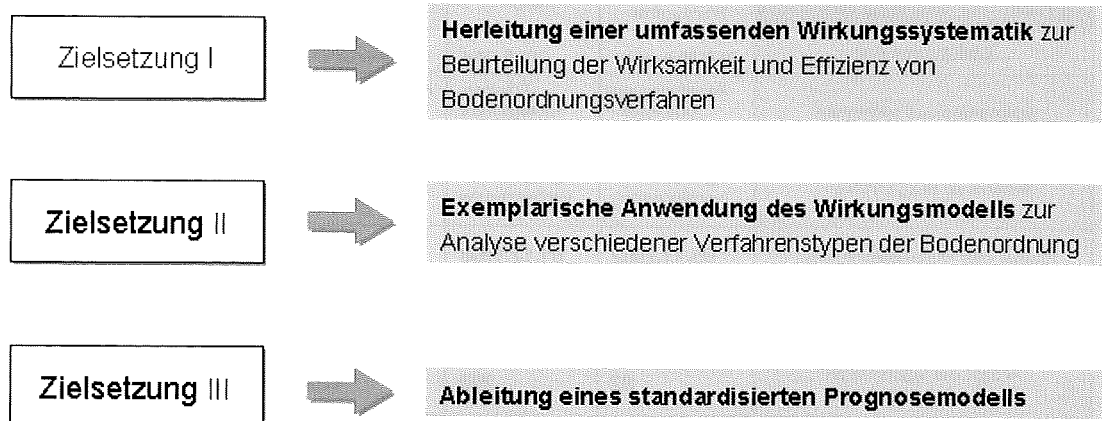 Zielsetzung I
Herleitung einer umfassenden Wirkungssystematik zur
Beurteilung der Wirksamkeit und Effizienz von
Bodenordnungsverfahren
Zielsetzung II
Exemplarische Anwendung des Wirkungsmodells zur
Analyse verschiedener Verfahrenstypen der Bodenordnung
Zielsetzung III
Ableitung eines standardisierten Prognosemodells